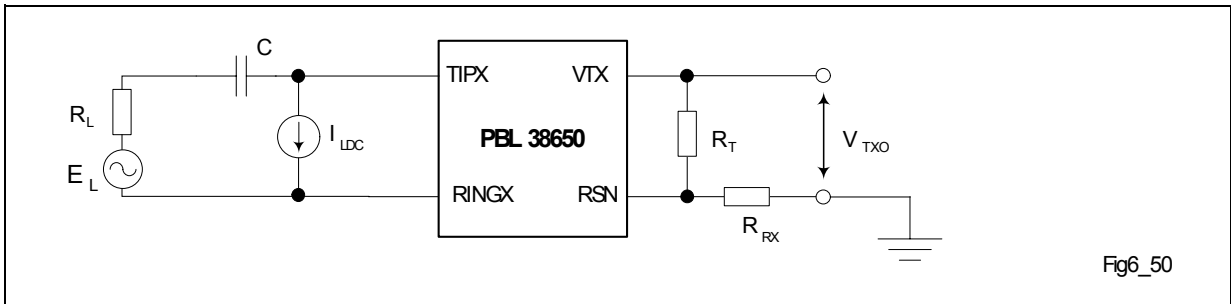 C
TIPX
VTX
R_L
I_LDC
PBL 38650
R_T
V_TXO
E_L
RINGX
RSN
R_RX
Fig6_50